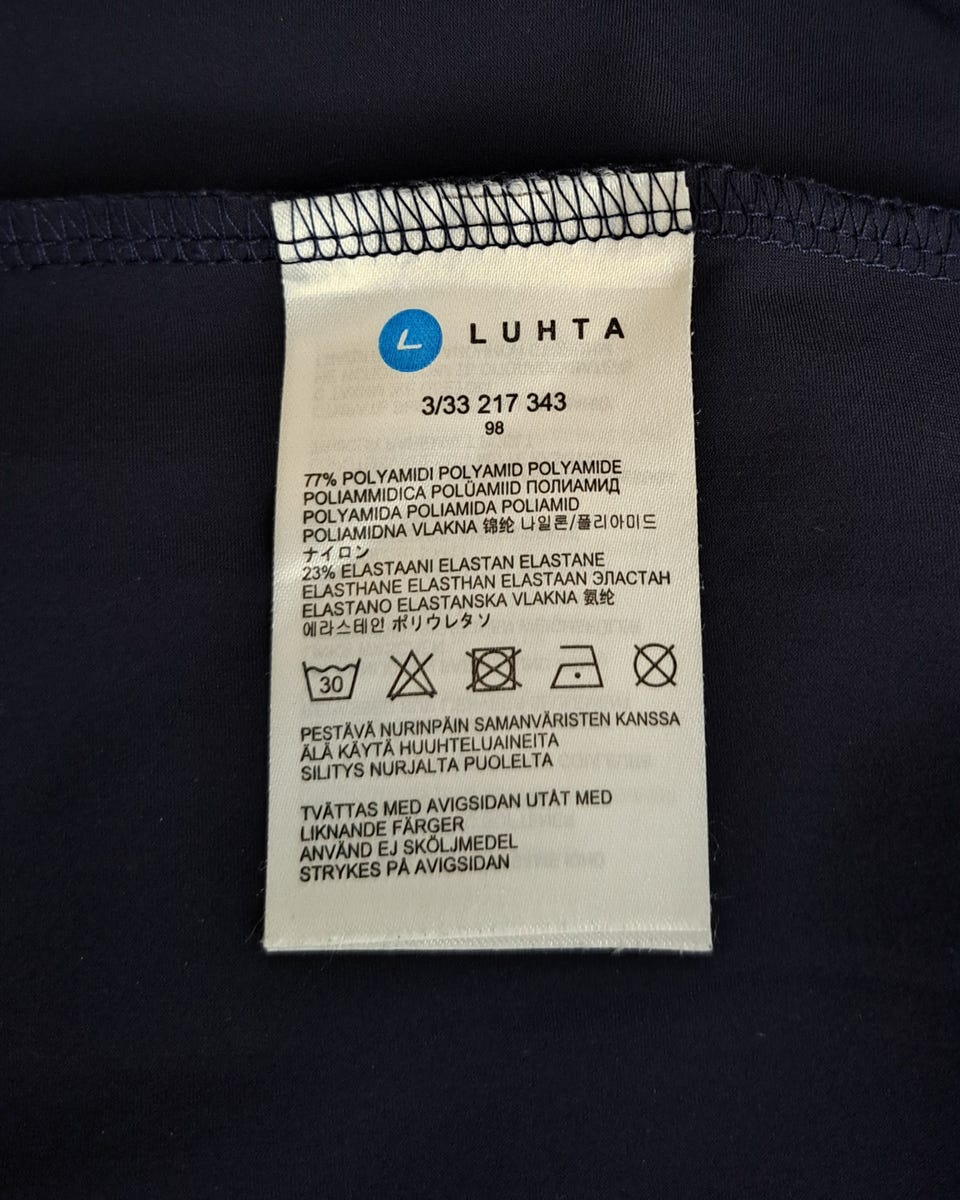 LUHTA
3/33 217 343
98
77% POLYAMIDI POLYAMID POLYAMIDE
POLIAMMIDICA POLÜAMIID ПОЛИАМИД
POLYAMIDA POLIAMIDA POLIAMID
POLIAMIDNA VLAKNA 锦纶 나일론/폴리아미드
ナイロン
23% ELASTAANI ELASTAN ELASTANE
ELASTHANE ELASTHAN ELASTAAN ЭЛАСТАН
ELASTANO ELASTANSKA VLAKNA 氨纶
에라스테인 ポリウレタソ
30
PESTÄVÄ NURINPÄIN SAMANVÄRISTEN KANSSA
ÄLÄ KÄYTÄ HUUHTELUAINEITA
SILITYS NURJALTA PUOLELTA
TVÄTTAS MED AVIGSIDAN UTÅT MED
LIKNANDE FÄRGER
ANVÄND EJ SKÖLJMEDEL
STRYKES PÅ AVIGSIDAN